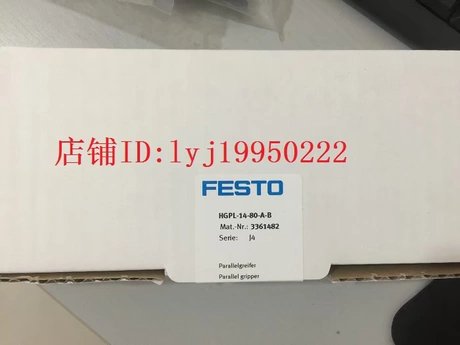 店铺ID:lyj19950222
FESTO
HGPL-14-80-A-B
Mat.-Nr.: 3361482
Serie: J4
Parallelgreifer
Parallel gripper